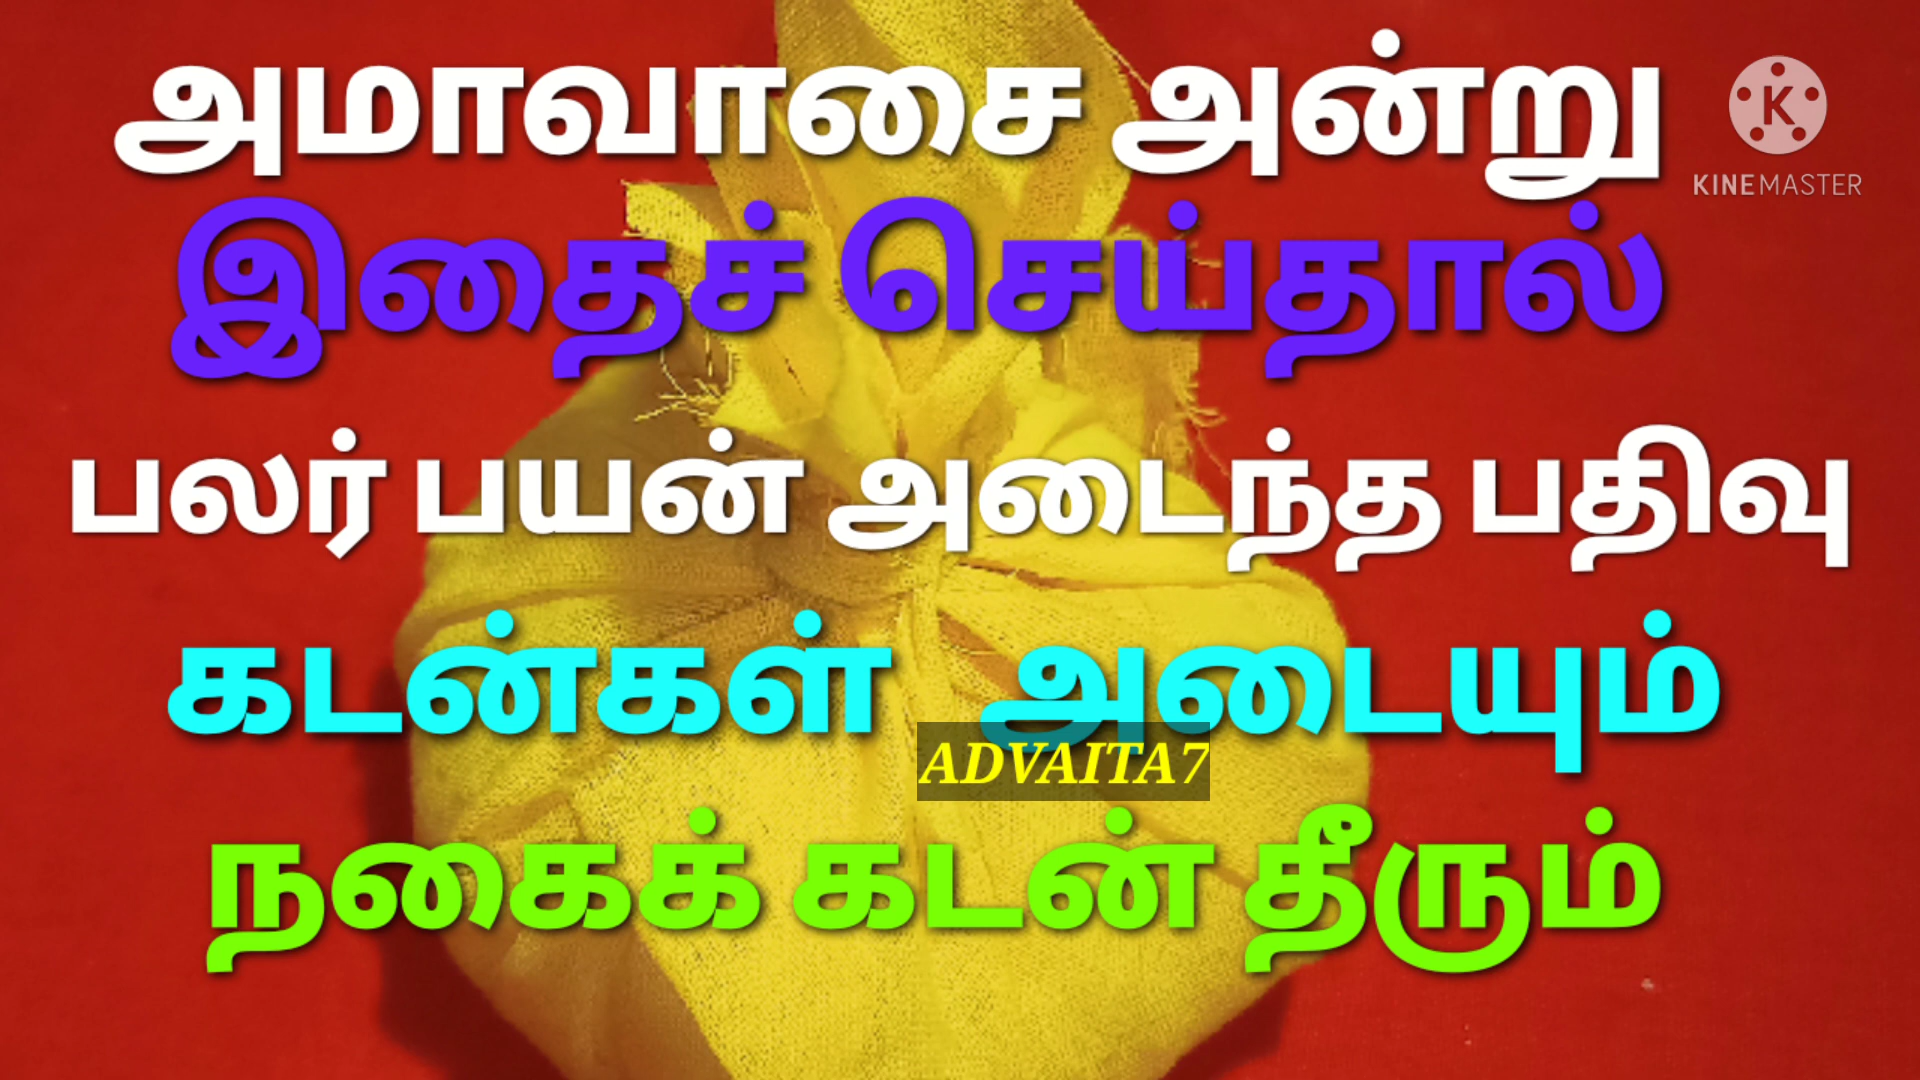 அமாவாசை அன்று
K
KINEMASTER
இதைச் செய்தால்
பலர் பயன் அடைந்த பதிவு
கடன்கள் அடையும்
ADVAITA7
நகைக் கடன் தீரும்